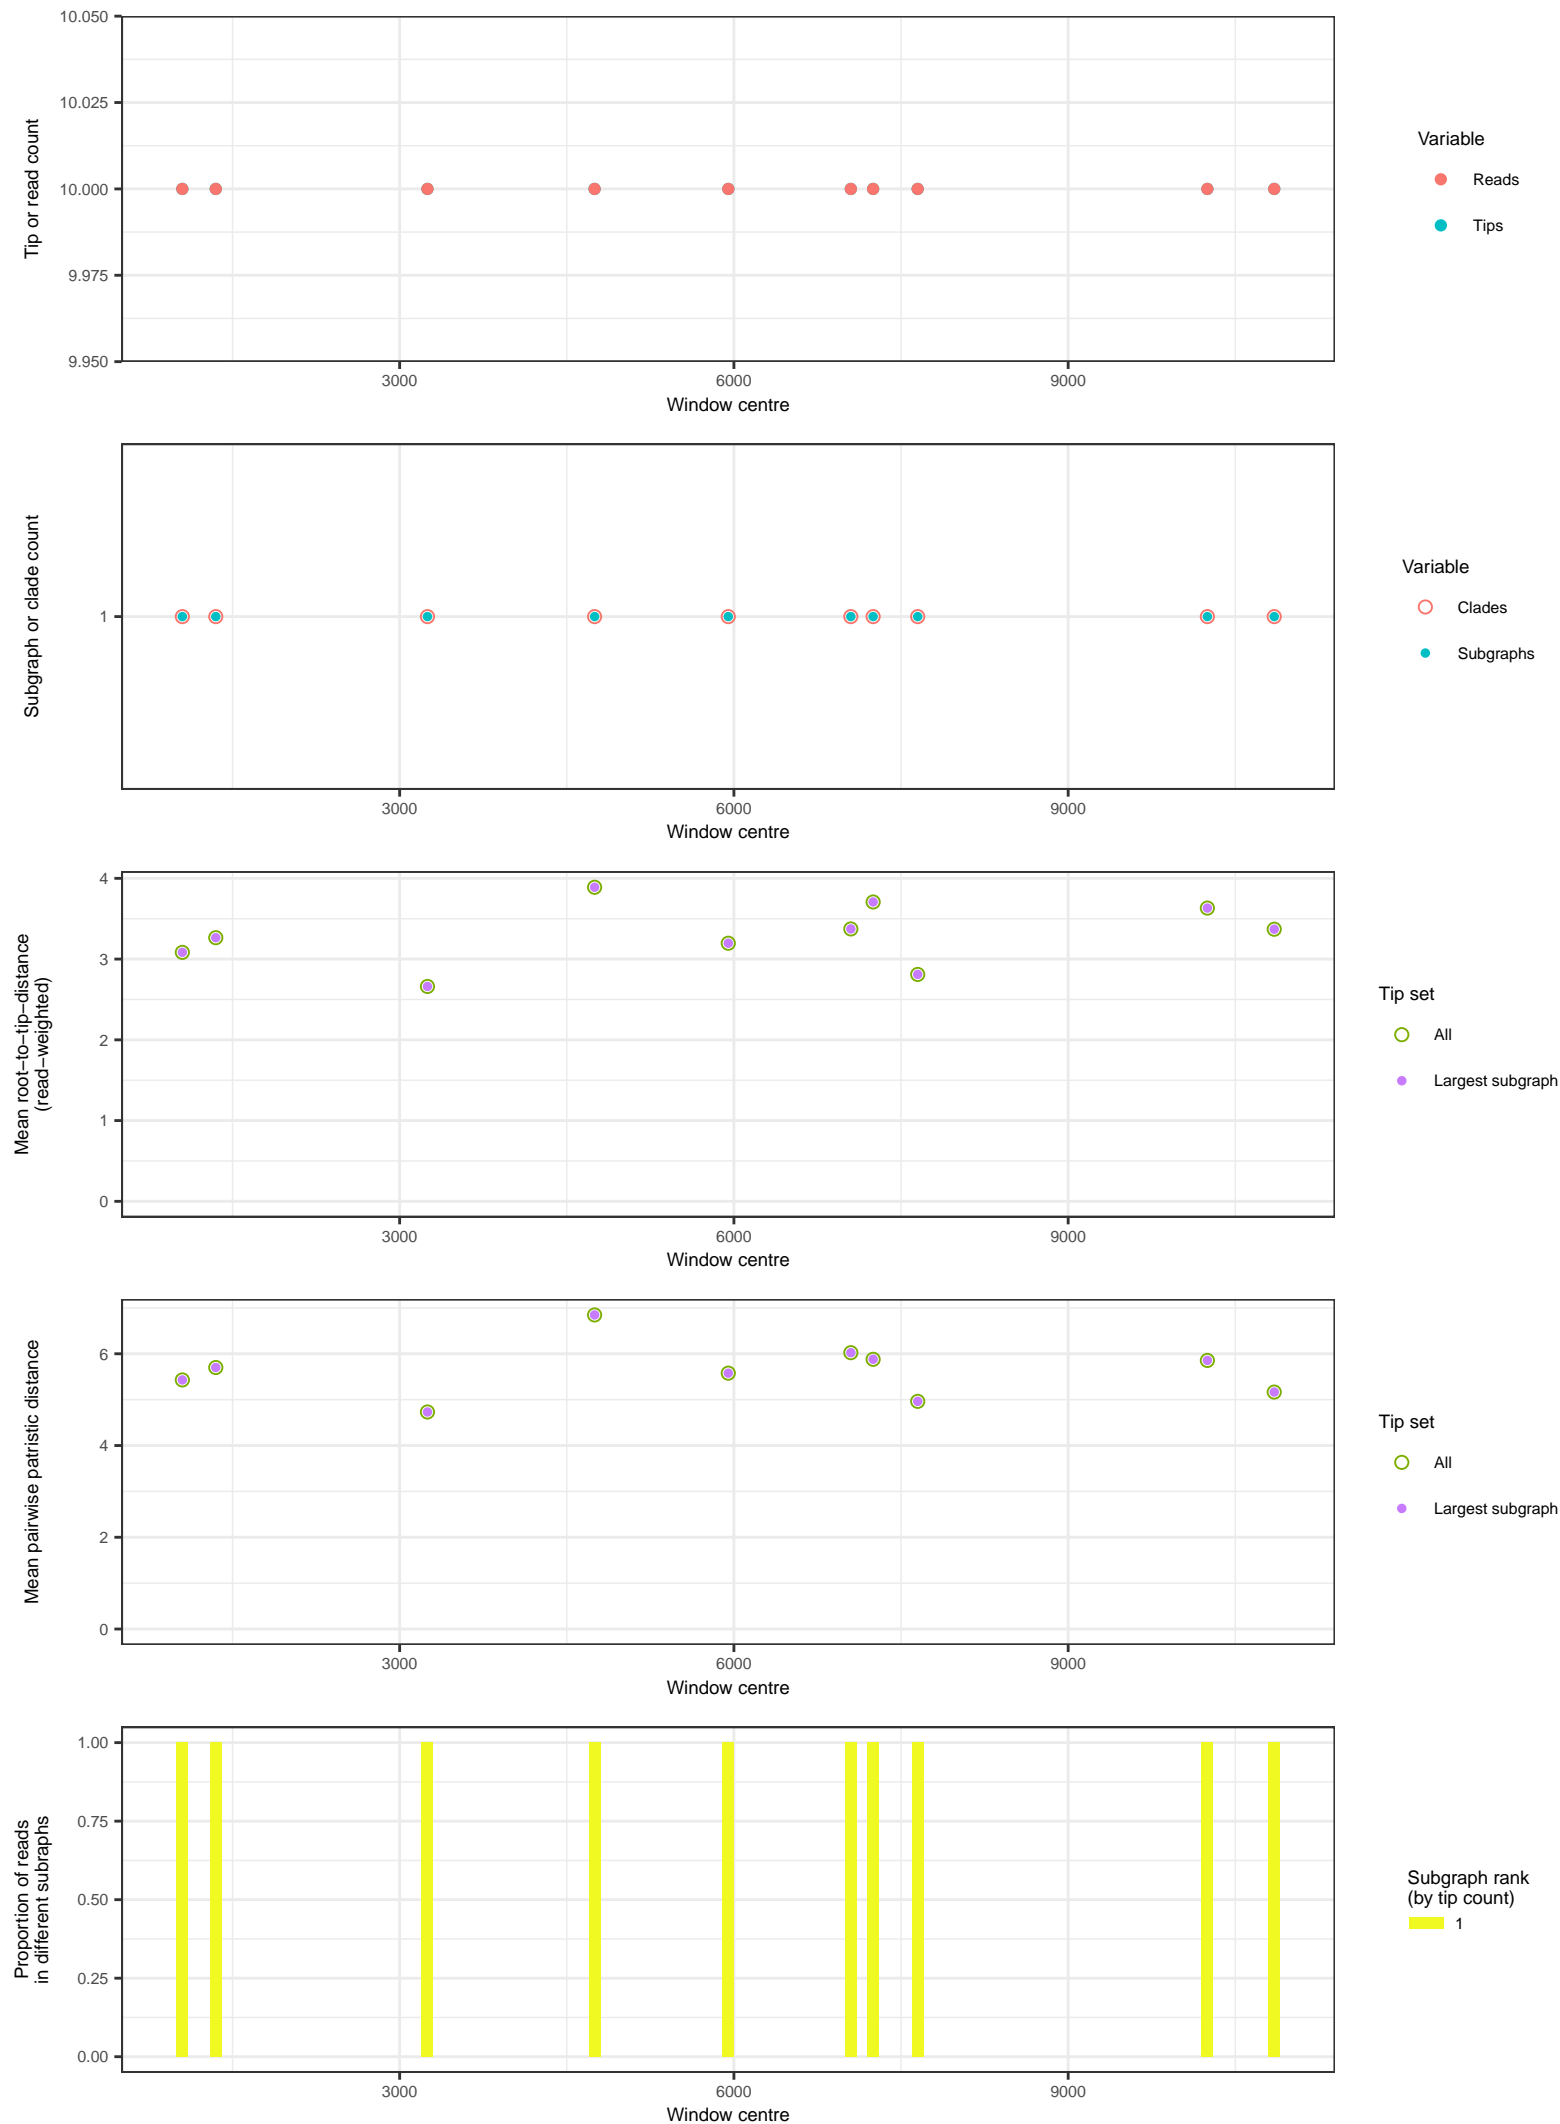 10.050
10.025
10.000
9.975
9.950
Tip or read count
3000
6000
9000
Window centre
Variable
Reads
Tips
1
Subgraph or clade count
3000
6000
9000
Window centre
Variable
Clades
Subgraphs
4
3
2
1
0
Mean root−to−tip−distance
(read−weighted)
3000
6000
9000
Window centre
Tip set
All
Largest subgraph
6
4
2
0
Mean pairwise patristic distance
3000
6000
9000
Window centre
Tip set
All
Largest subgraph
1.00
0.75
0.50
0.25
0.00
Proportion of reads
in different subraphs
3000
6000
9000
Window centre
Subgraph rank
(by tip count)
1